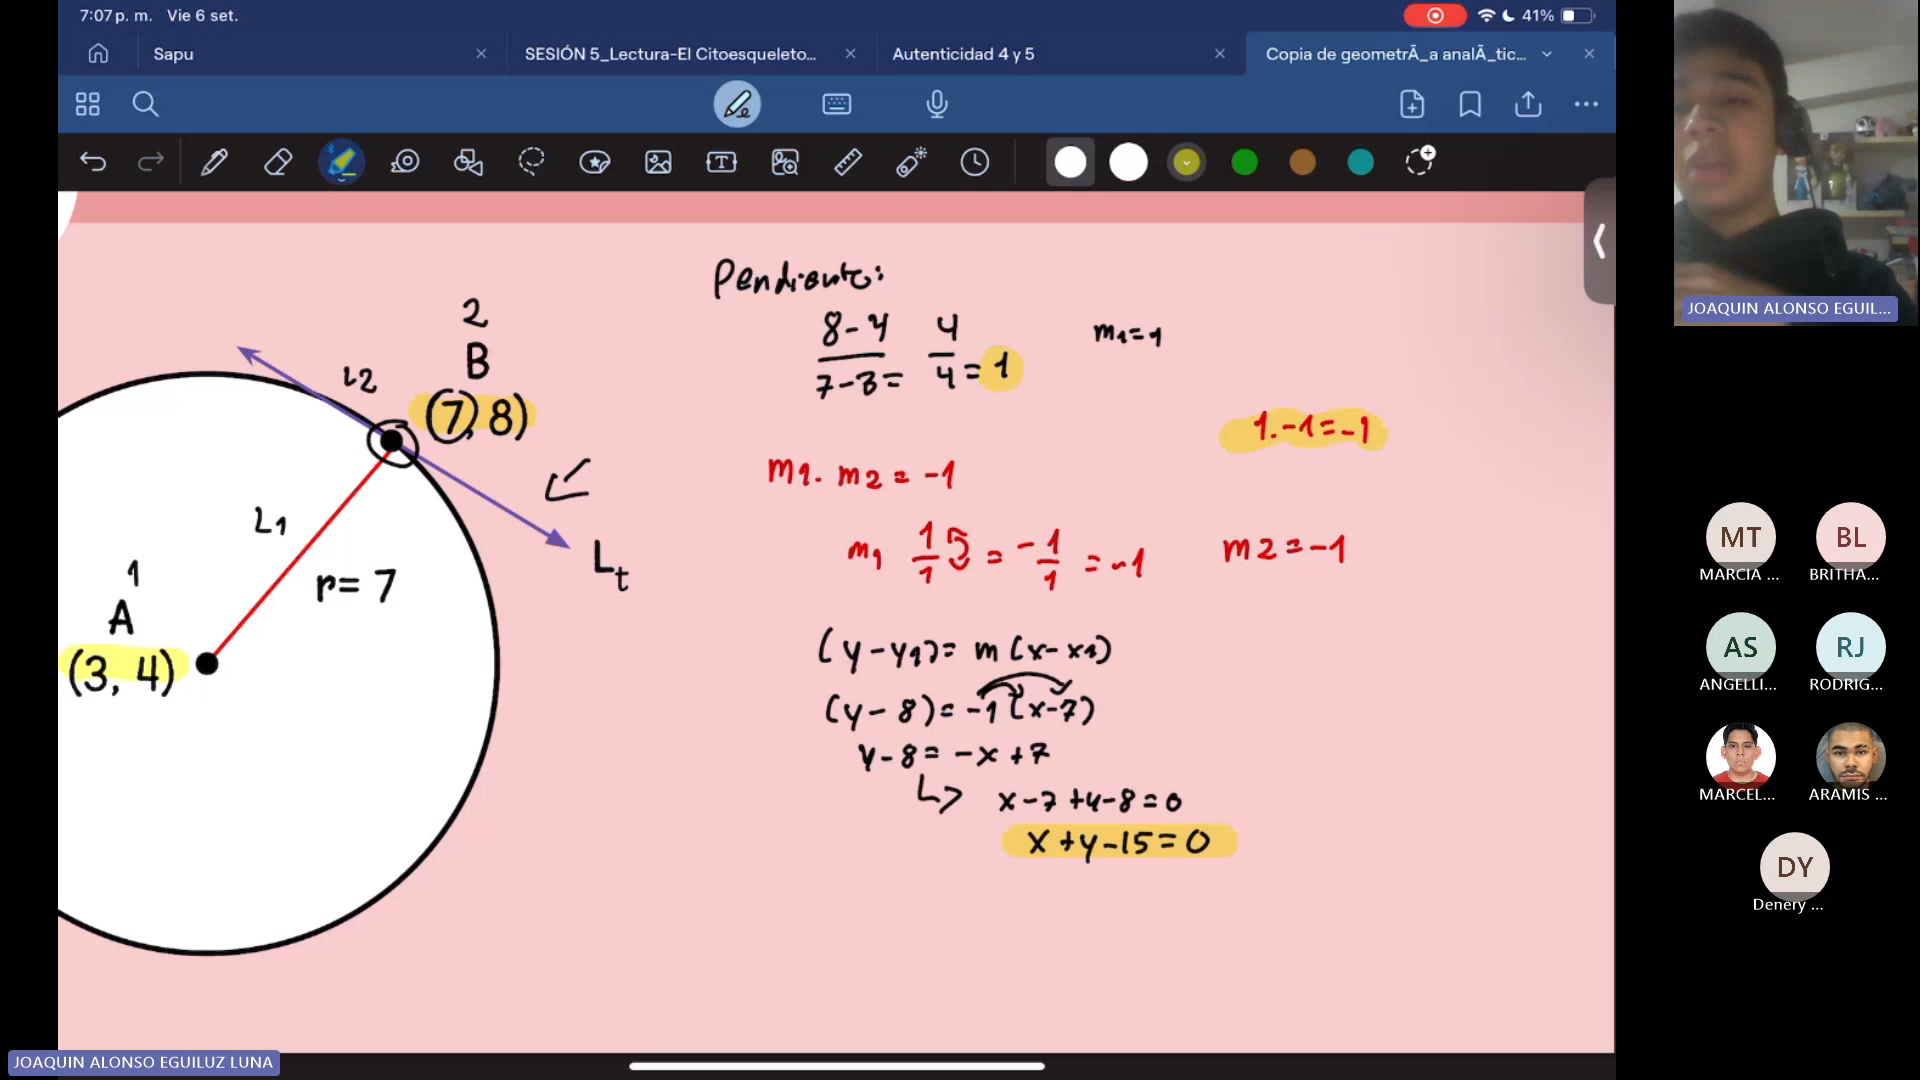 7:07 p. m. Vie 6 set.
41%
Sapu
SESIÓN 5_Lectura-El Citoesqueleto...
Autenticidad 4 y 5
Copia de geometrÃ_a analÃ_tic...
Pendiente:
8-4 4
7-3 = 4 = 1
m1=1
2
B
(7, 8)
L2
1.-1=-1
m1. m2 = -1
L1
m1 1/1 = -1/1 = -1
m2=-1
Lt
r= 7
1
A
(3, 4)
(y-y1)= m (x-x1)
(y-8)= -1 (x-7)
y-8= -x +7
x-7+y-8=0
x+y-15=0
JOAQUIN ALONSO EGUIL...
MT
MARCIA ...
BL
BRITHA...
AS
ANGELLI...
RJ
RODRIG...
MARCEL...
ARAMIS ...
DY
Denery ...
JOAQUIN ALONSO EGUILUZ LUNA